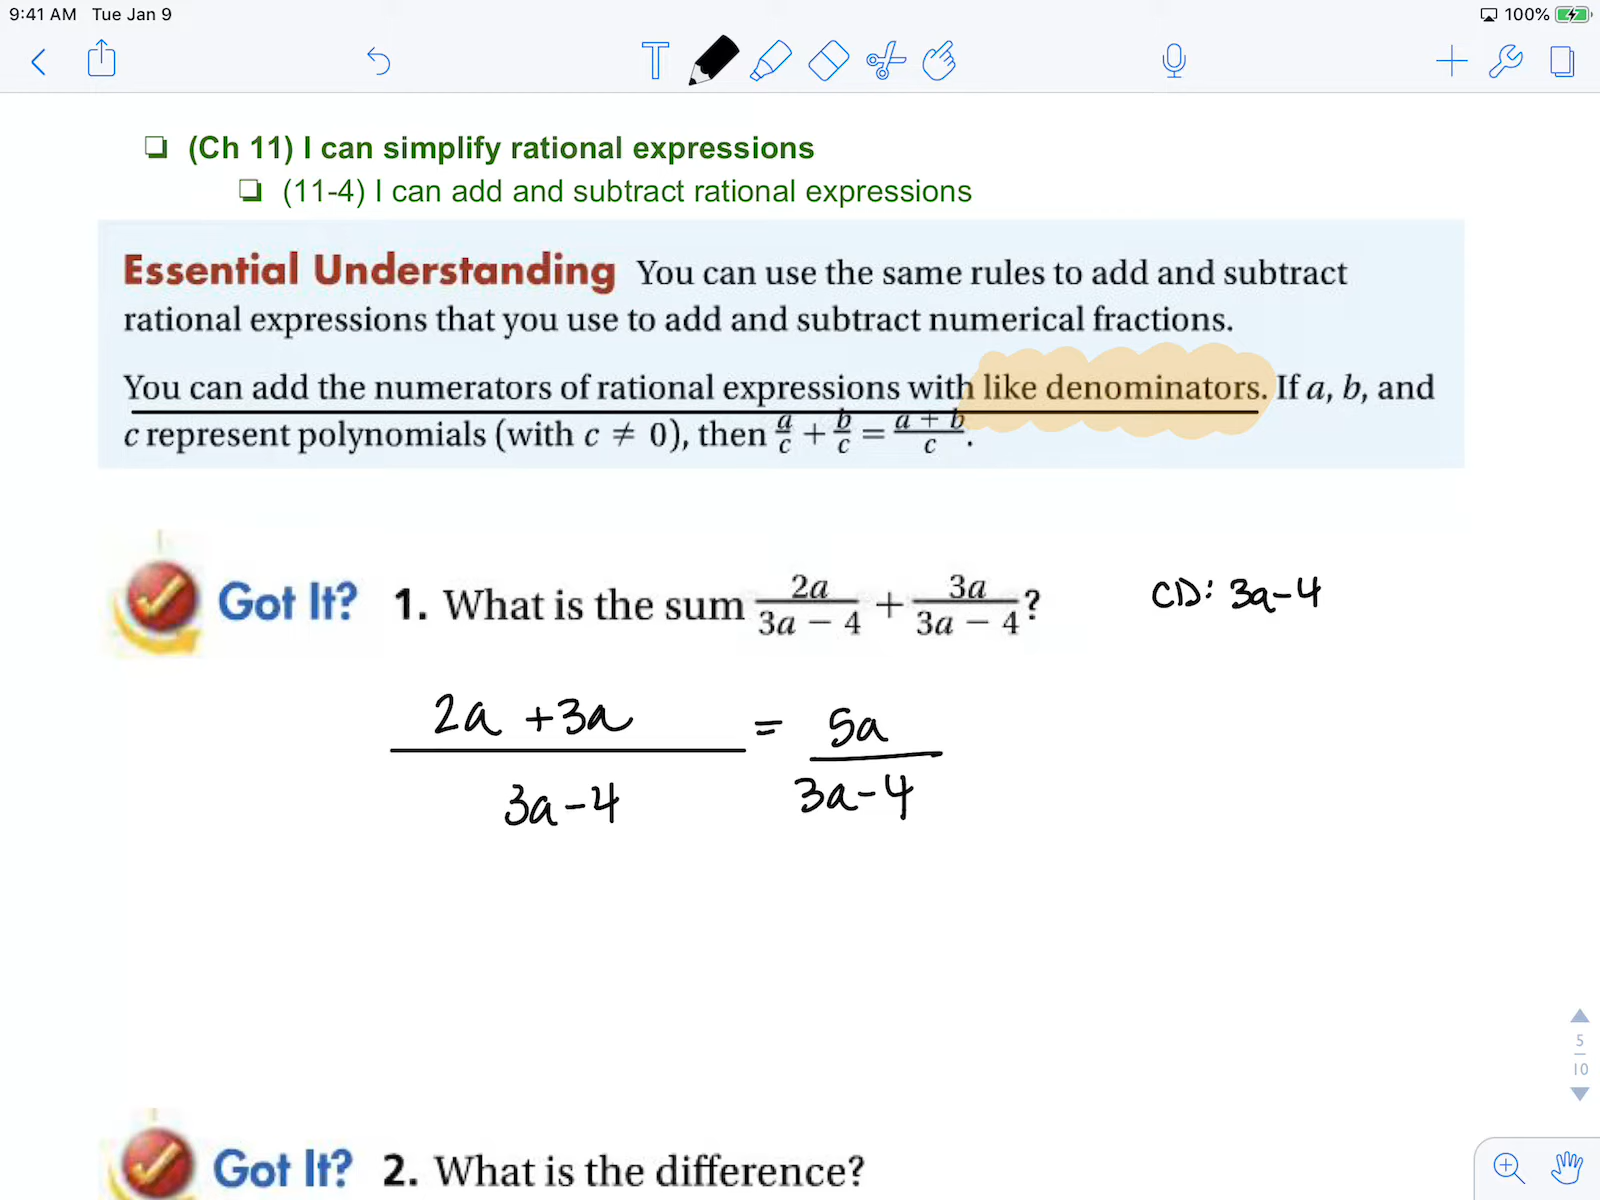 9:41 AM Tue Jan 9 100%
T
❏ (Ch 11) I can simplify rational expressions
❏ (11-4) I can add and subtract rational expressions
Essential Understanding You can use the same rules to add and subtract
rational expressions that you use to add and subtract numerical fractions.
You can add the numerators of rational expressions with like denominators. If a, b, and
c represent polynomials (with c ≠ 0), then a/c + b/c = (a + b)/c.
Got It? 1. What is the sum 2a/(3a − 4) + 3a/(3a − 4)? CD: 3a-4
2a +3a = 5a
3a-4 3a-4
5
10
Got It? 2. What is the difference?